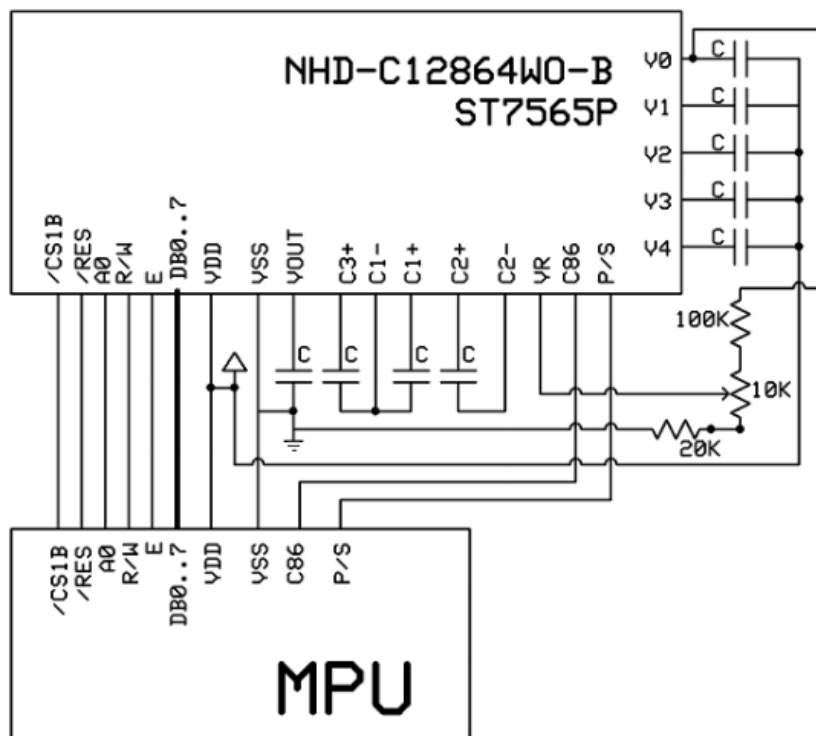 NHD-C12864WO-B
ST7565P
V0
C
V1
C
V2
C
V3
C
V4
C
/CS1B
/RES
A0
R/W
E
DB0..7
VDD
VSS
VOUT
C3+
C1-
C1+
C2+
C2-
VR
C86
P/S
C
C
C
C
100K
10K
20K
/CS1B
/RES
A0
R/W
E
DB0..7
VDD
VSS
C86
P/S
MPU